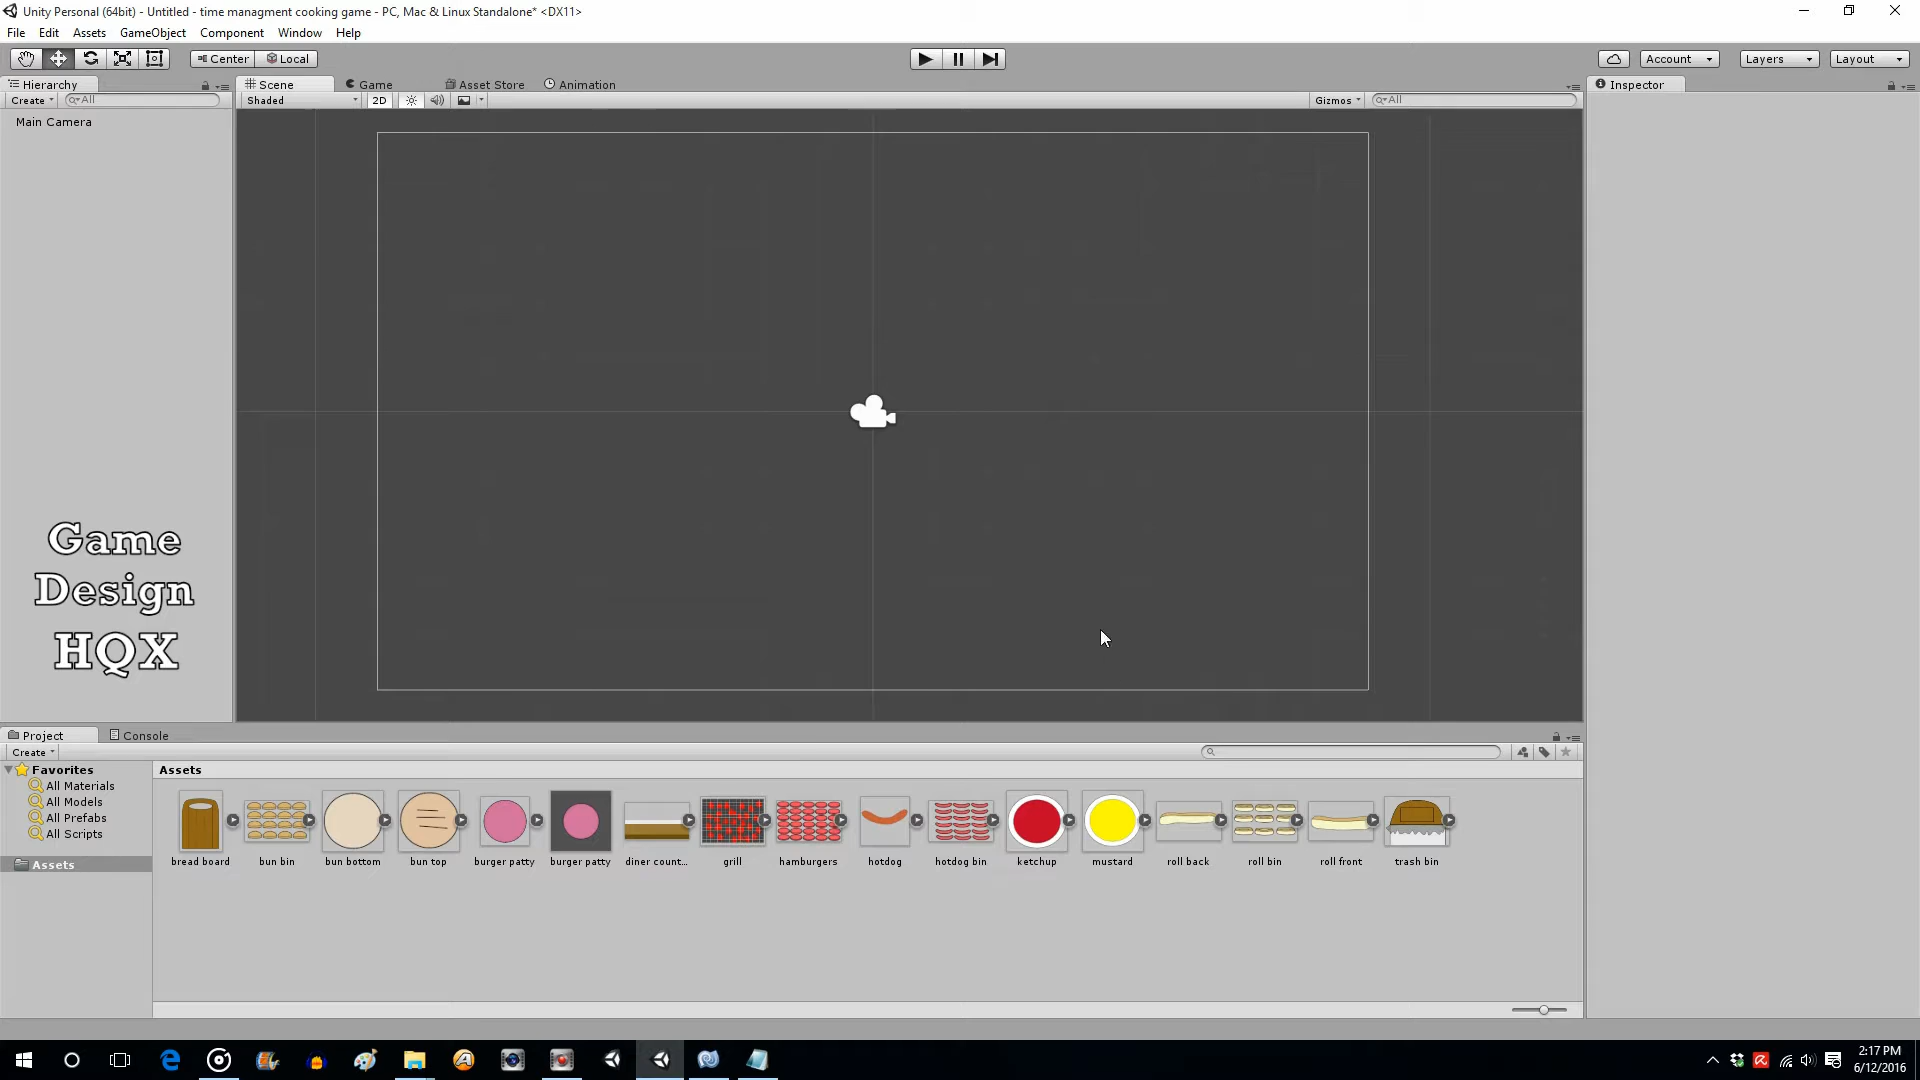 Unity Personal (64bit) - Untitled - time managment cooking game - PC, Mac & Linux Standalone* <DX11>
File Edit Assets GameObject Component Window Help
Center Local Account Layers Layout
Hierarchy Scene Game Asset Store Animation Inspector
Create All Shaded 2D Gizmos All
Main Camera
Game
Design
HQX
Project Console
Create
Favorites Assets
All Materials
All Models
All Prefabs
All Scripts
Assets
bread board bun bin bun bottom bun top burger patty burger patty diner count... grill hamburgers hotdog hotdog bin ketchup mustard roll back roll bin roll front trash bin
2:17 PM
6/12/2016